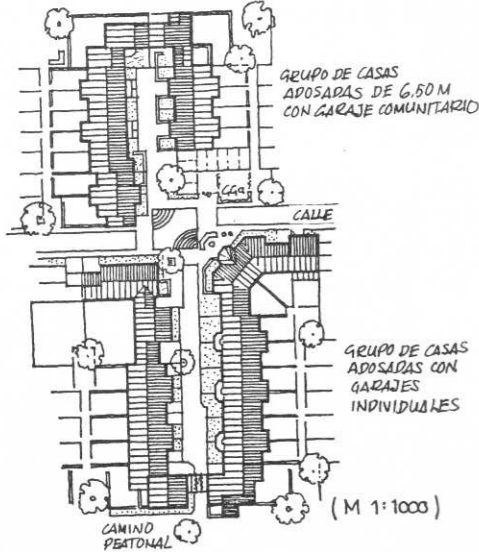 GRUPO DE CASAS
ADOSADAS DE 6,50 M
CON GARAJE COMUNITARIO
CALLE
GRUPO DE CASAS
ADOSADAS CON
GARAJES
INDIVIDUALES
(M 1:1000)
CAMINO
PEATONAL